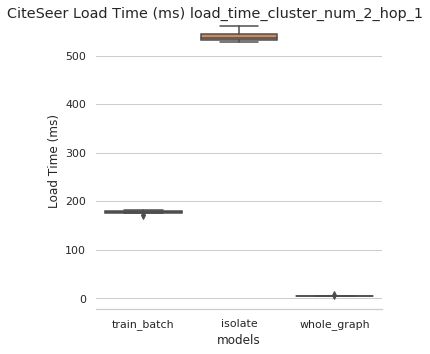 CiteSeer Load Time (ms) load_time_cluster_num_2_hop_1
500
400
300
200
100
0
Load Time (ms)
train_batch isolate whole_graph
models